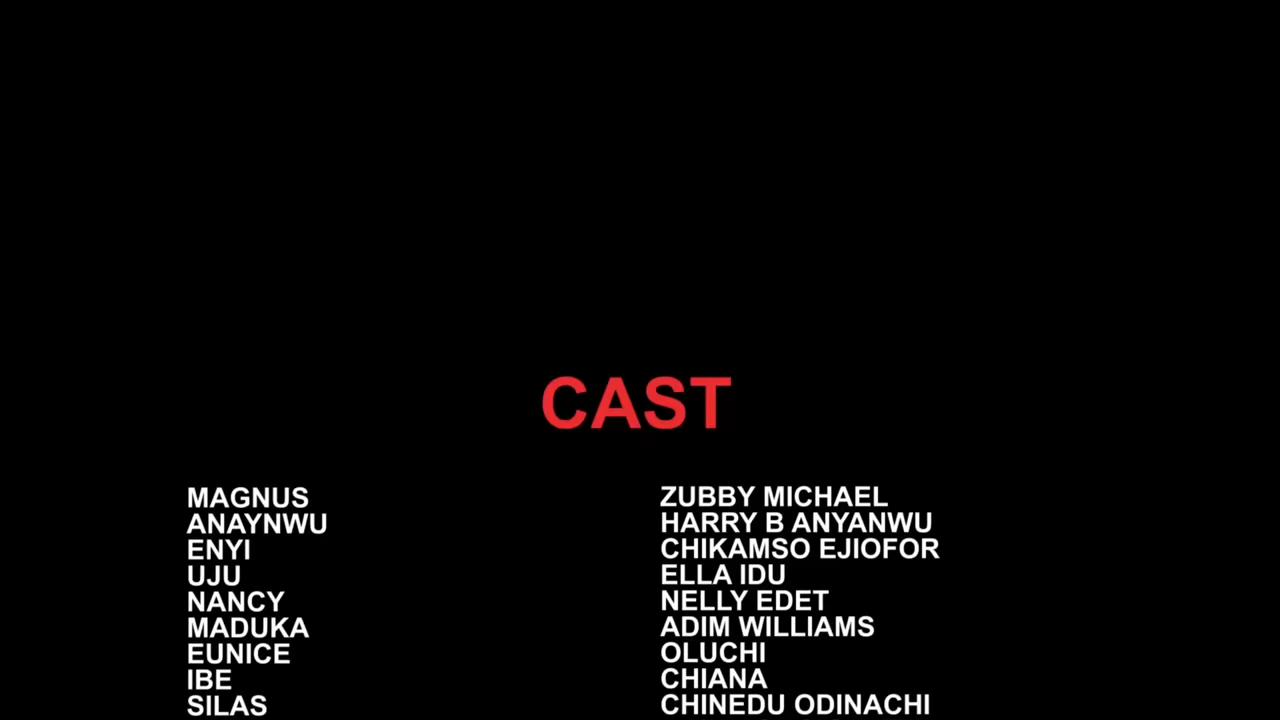 CAST
MAGNUS ZUBBY MICHAEL
ANAYNWU HARRY B ANYANWU
ENYI CHIKAMSO EJIOFOR
UJU ELLA IDU
NANCY NELLY EDET
MADUKA ADIM WILLIAMS
EUNICE OLUCHI
IBE CHIANA
SILAS CHINEDU ODINACHI